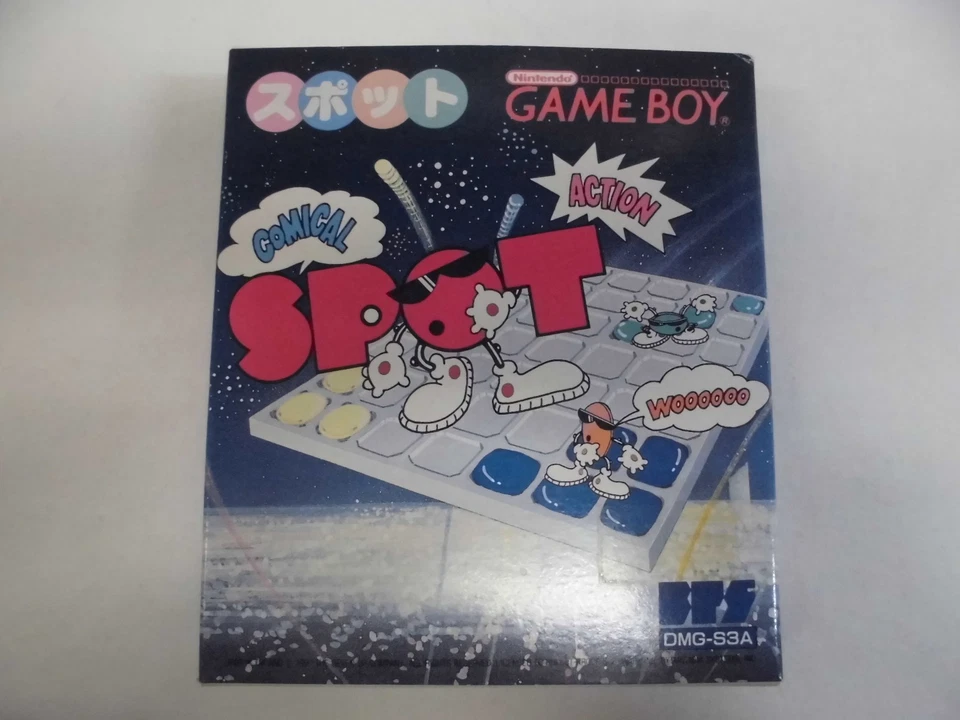 スポット
Nintendo
GAME BOY®
COMICAL
ACTION
SPOT
WOOOOOO
BPS
DMG-S3A